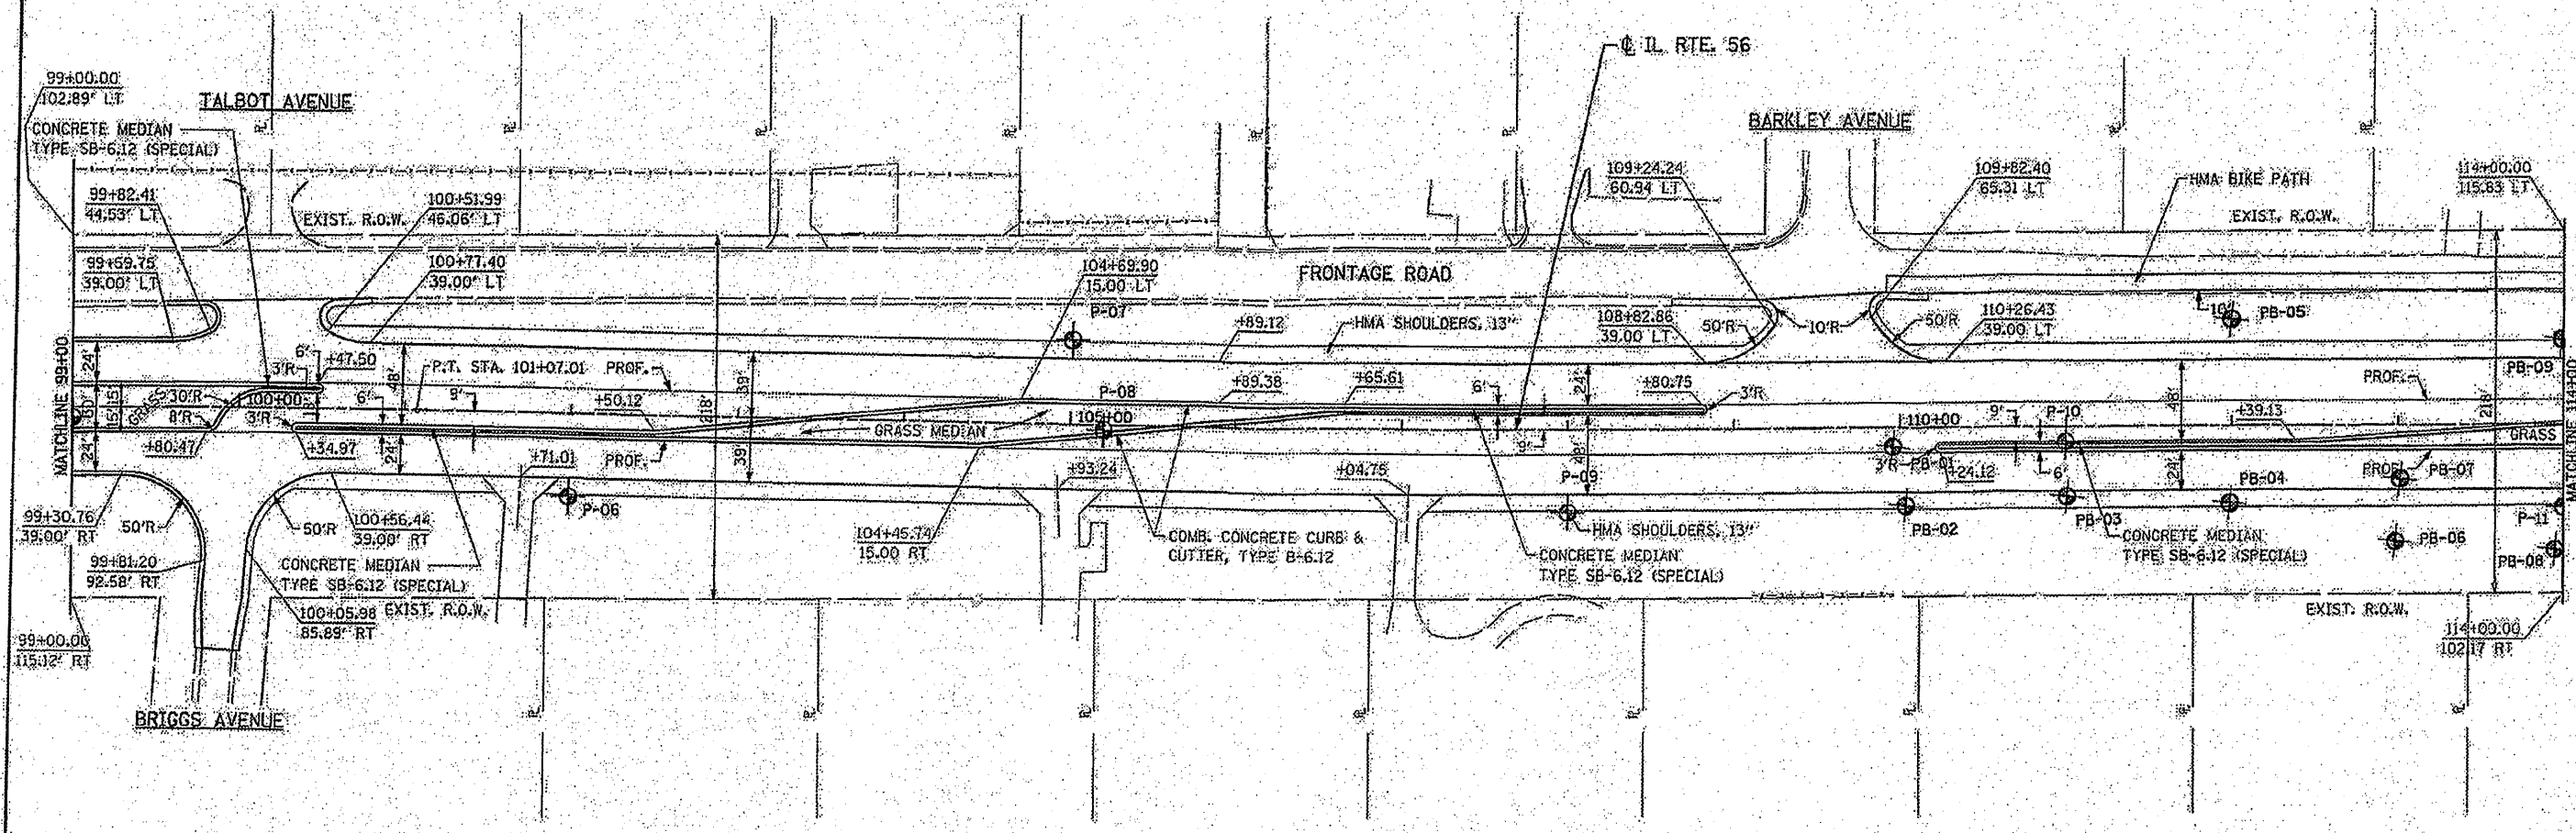 ₵ IL RTE. 56
99+00.00
102.89' LT
TALBOT AVENUE
CONCRETE MEDIAN
TYPE SB-6.12 (SPECIAL)
BARKLEY AVENUE
99+82.41
44.53' LT
EXIST. R.O.W.
100+51.99
46.06' LT
109+24.24
60.94 LT
109+82.40
65.31 LT
HMA BIKE PATH
114+00.00
115.83 LT
EXIST. R.O.W.
99+59.75
39.00' LT
100+77.40
39.00' LT
104+69.90
15.00 LT
FRONTAGE ROAD
P-07
+89.12
HMA SHOULDERS, 13"
108+82.86
39.00 LT
50'R
10'R
50'R
110+26.43
39.00 LT
10'
PB-05
PB-09
MATCHLINE 99+00
24'
3'R
6'
+47.50
P.T. STA. 101+07.01
PROF.
48'
39'
218'
P-08
+89.38
+65.61
6'
24'
+80.75
3'R
48'
PROF.
218'
GRASS
30'R
100+00
6'
9'
+50.12
105+00
110+00
9'
P-10
+39.13
8'R
3'R
GRASS MEDIAN
GRASS
24'
+80.47
+34.97
24'
PROF.
39'
+71.01
+93.24
+04.75
9'
48'
P-09
3'R
PB-01
+24.12
6'
24'
PB-04
PROF.
PB-07
MATCHLINE 114+00
99+30.76
39.00' RT
50'R
50'R
100+56.44
39.00' RT
P-06
104+45.74
15.00 RT
COMB. CONCRETE CURB &
GUTTER, TYPE B-6.12
HMA SHOULDERS, 13"
CONCRETE MEDIAN
TYPE SB-6.12 (SPECIAL)
PB-02
PB-03
CONCRETE MEDIAN
TYPE SB-6.12 (SPECIAL)
PB-06
P-11
PB-08
99+81.20
92.58' RT
CONCRETE MEDIAN
TYPE SB-6.12 (SPECIAL)
100+05.98
85.89' RT
EXIST. R.O.W.
EXIST. R.O.W.
99+00.00
115.12' RT
114+00.00
102.17 RT
BRIGGS AVENUE